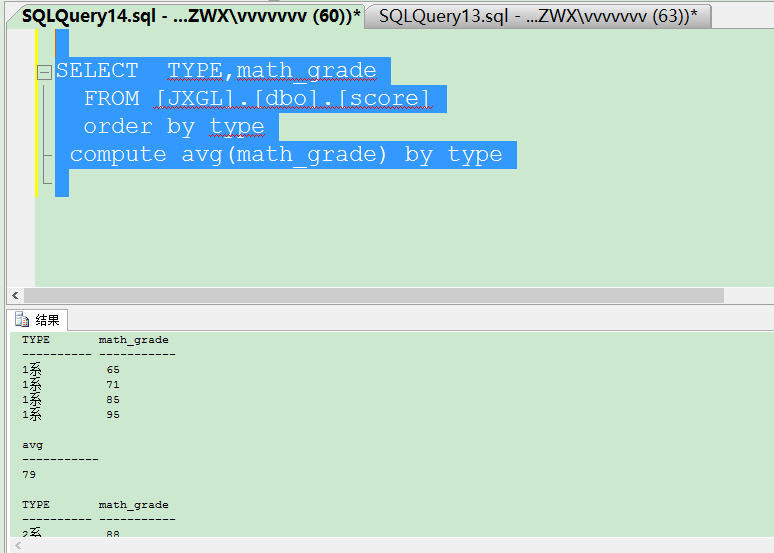 SQLQuery14.sql - ...ZWX\vvvvvvv (60))* SQLQuery13.sql - ...ZWX\vvvvvvv (63))*
SELECT  TYPE,math_grade
FROM [JXGL].[dbo].[score]
order by type
compute avg(math_grade) by type
结果
TYPE math_grade
---------- -----------
1系 65
1系 71
1系 85
1系 95
avg
-----------
79
TYPE math_grade
---------- -----------
2系 88